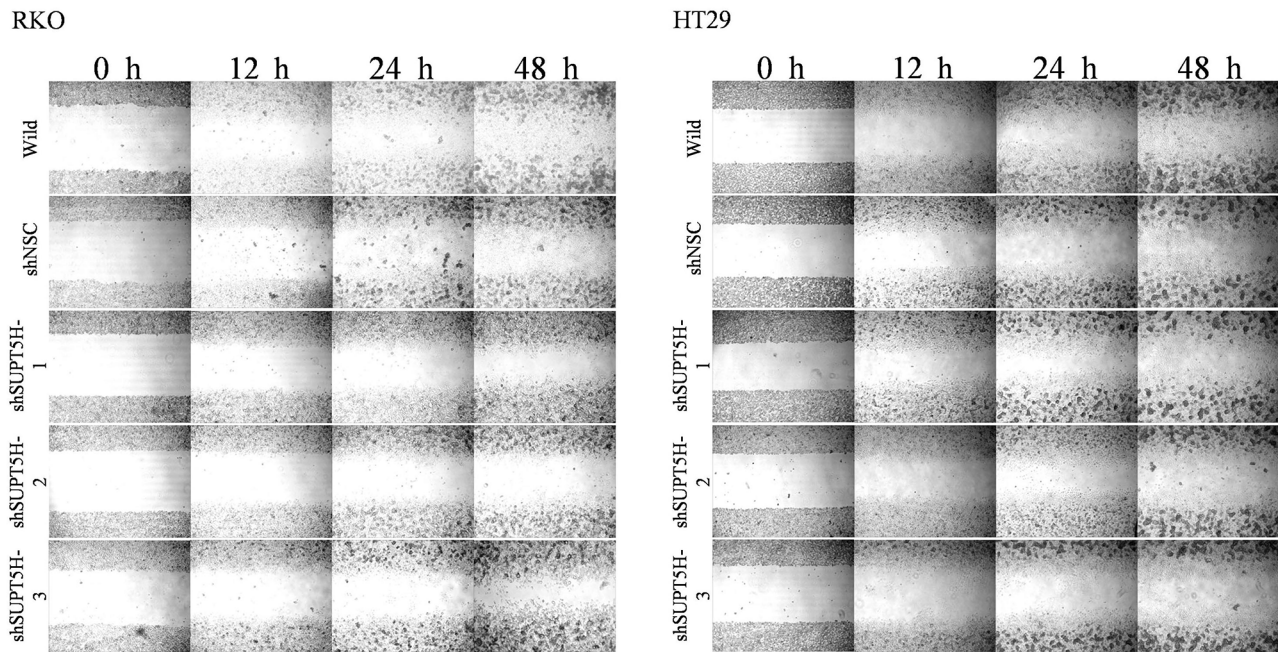 RKO
0 h 12 h 24 h 48 h
Wild
shNSC
shSUPT5H-
1
shSUPT5H-
2
shSUPT5H-
3
HT29
0 h 12 h 24 h 48 h
Wild
shNSC
shSUPT5H-
1
shSUPT5H-
2
shSUPT5H-
3